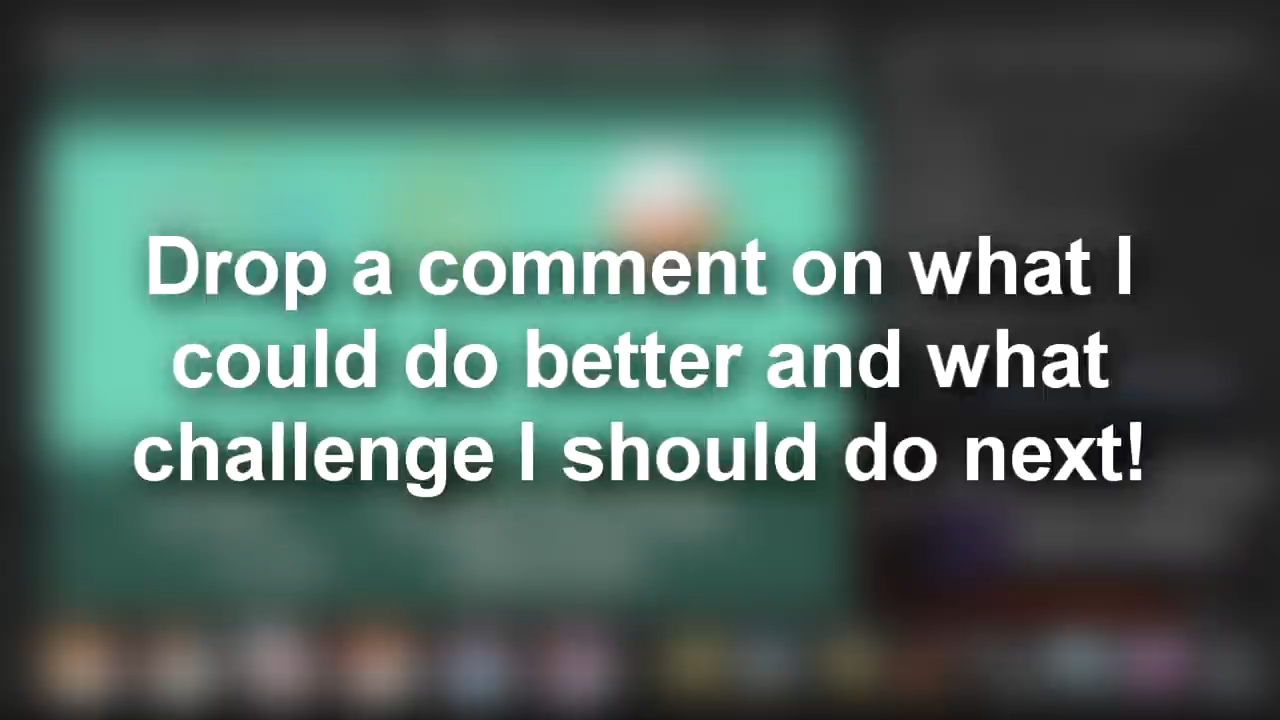 Drop a comment on what I
could do better and what
challenge I should do next!